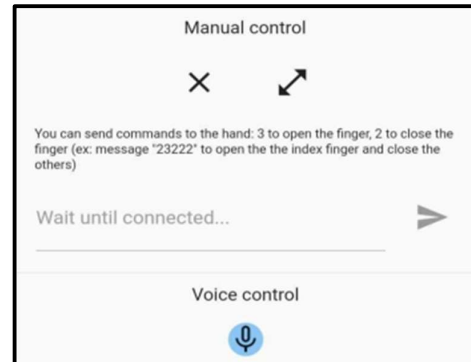 Manual control
You can send commands to the hand: 3 to open the finger, 2 to close the
finger (ex: message "23222" to open the the index finger and close the
others)
Wait until connected...
Voice control